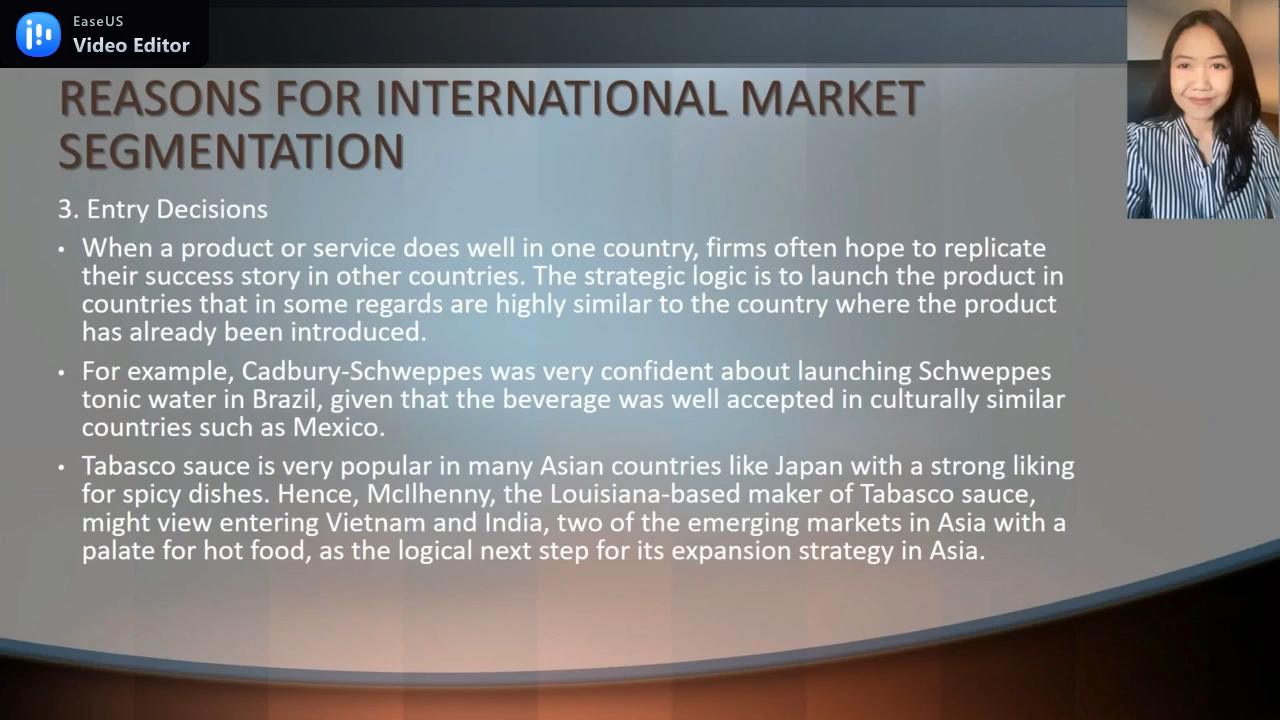 EaseUS
Video Editor
REASONS FOR INTERNATIONAL MARKET
SEGMENTATION
3. Entry Decisions
• When a product or service does well in one country, firms often hope to replicate
their success story in other countries. The strategic logic is to launch the product in
countries that in some regards are highly similar to the country where the product
has already been introduced.
• For example, Cadbury-Schweppes was very confident about launching Schweppes
tonic water in Brazil, given that the beverage was well accepted in culturally similar
countries such as Mexico.
• Tabasco sauce is very popular in many Asian countries like Japan with a strong liking
for spicy dishes. Hence, McIlhenny, the Louisiana-based maker of Tabasco sauce,
might view entering Vietnam and India, two of the emerging markets in Asia with a
palate for hot food, as the logical next step for its expansion strategy in Asia.